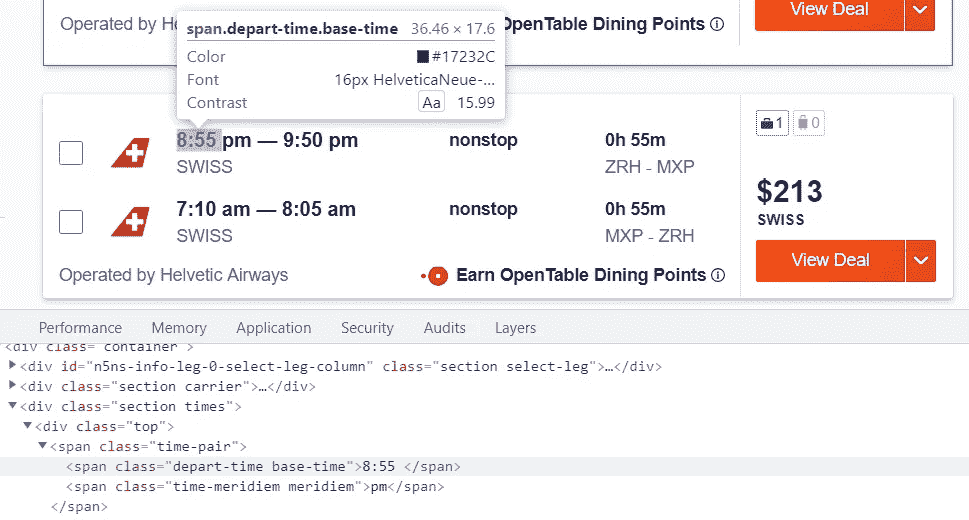 Operated by He
OpenTable Dining Points ⓘ
View Deal
span.depart-time.base-time 36.46 × 17.6
Color #17232C
Font 16px HelveticaNeue-...
Contrast Aa 15.99
8:55 pm — 9:50 pm nonstop 0h 55m
SWISS ZRH - MXP
7:10 am — 8:05 am nonstop 0h 55m
SWISS MXP - ZRH
Operated by Helvetic Airways Earn OpenTable Dining Points ⓘ
1 0
$213
SWISS
View Deal
Performance Memory Application Security Audits Layers
<div class="container">
▶<div id="n5ns-info-leg-0-select-leg-column" class="section select-leg">…</div>
▶<div class="section carrier">…</div>
▼<div class="section times">
▼<div class="top">
▼<span class="time-pair">
<span class="depart-time base-time">8:55 </span>
<span class="time-meridiem meridiem">pm</span>
</span>